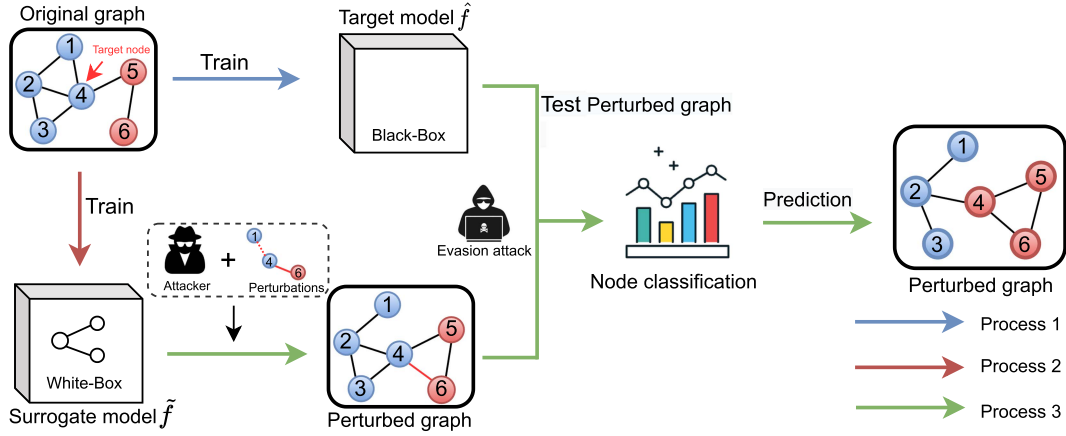 Original graph
1
Target node
2
5
4
3
6
Train
Target model f̂
Black-Box
Train
Attacker
+
1
4
6
Perturbations
White-Box
Surrogate model f̃
1
2
5
4
3
6
Perturbed graph
Evasion attack
Test Perturbed graph
Node classification
Prediction
1
2
5
4
3
6
Perturbed graph
Process 1
Process 2
Process 3